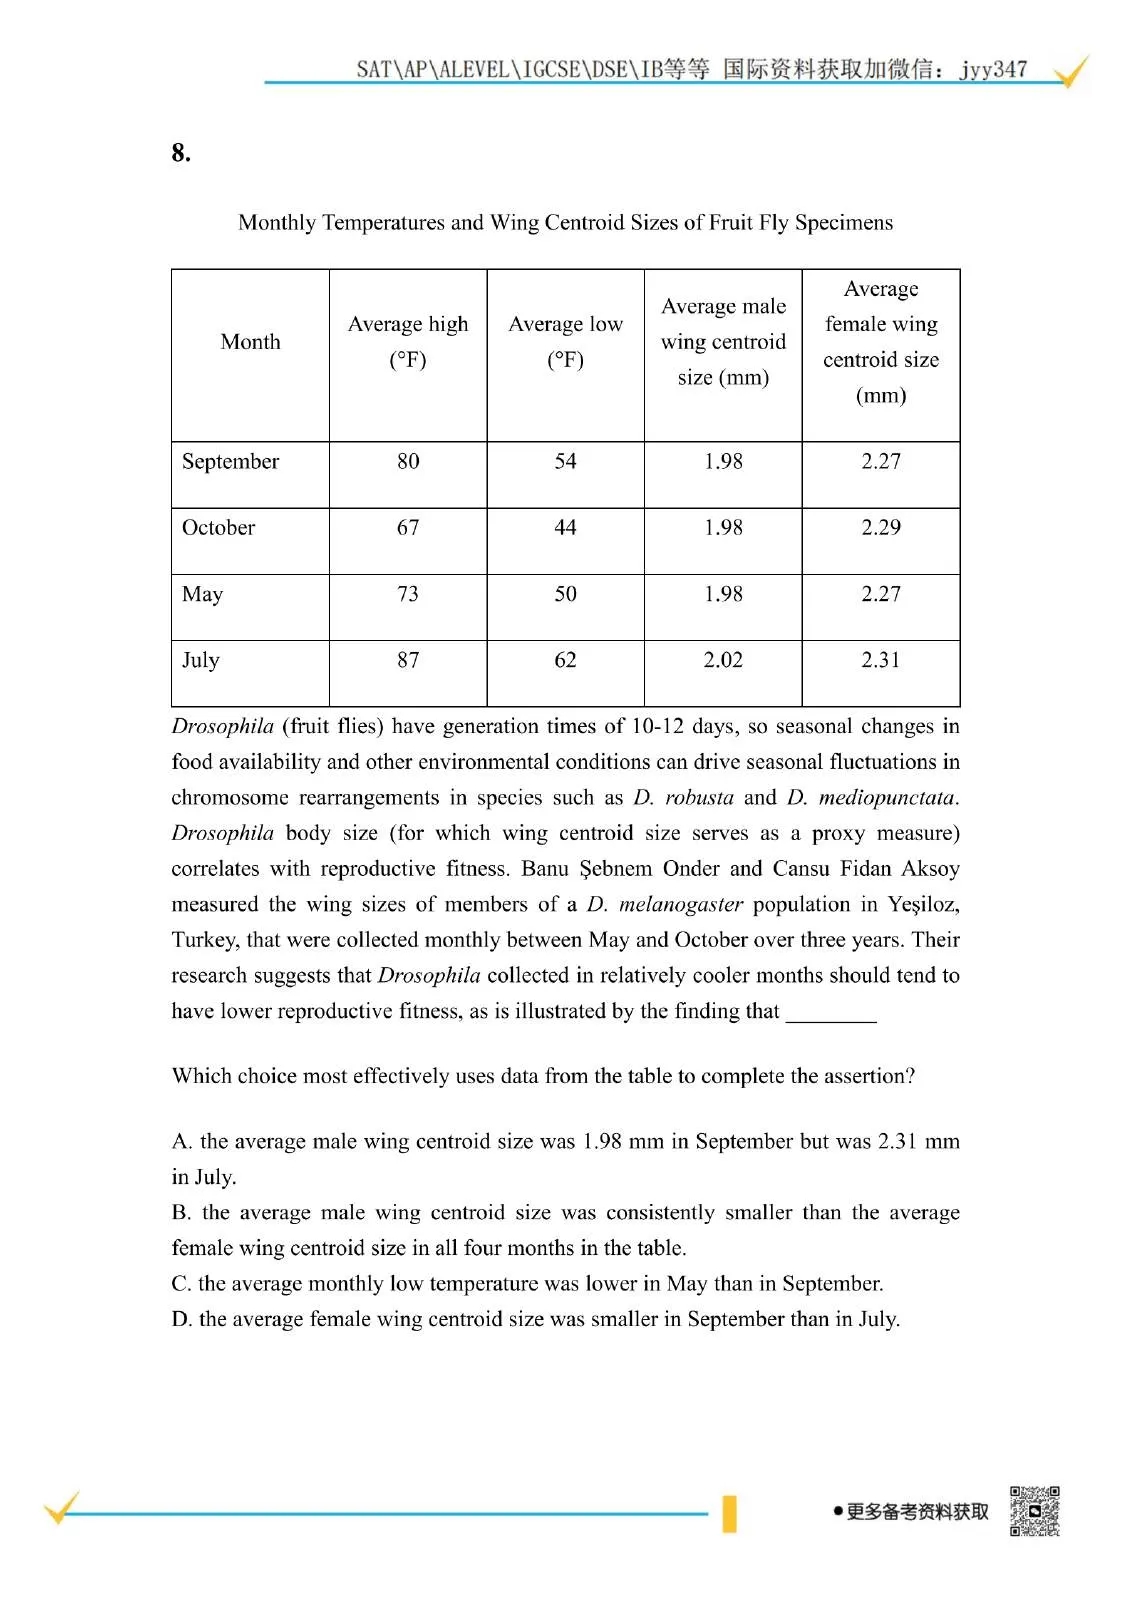 SAT\AP\ALEVEL\IGCSE\DSE\IB等等 国际资料获取加微信：jyy347
8.
Monthly Temperatures and Wing Centroid Sizes of Fruit Fly Specimens
Month
Average high
(°F)
Average low
(°F)
Average male
wing centroid
size (mm)
Average
female wing
centroid size
(mm)
September 80 54 1.98 2.27
October 67 44 1.98 2.29
May 73 50 1.98 2.27
July 87 62 2.02 2.31
Drosophila (fruit flies) have generation times of 10-12 days, so seasonal changes in
food availability and other environmental conditions can drive seasonal fluctuations in
chromosome rearrangements in species such as D. robusta and D. mediopunctata.
Drosophila body size (for which wing centroid size serves as a proxy measure)
correlates with reproductive fitness. Banu Şebnem Onder and Cansu Fidan Aksoy
measured the wing sizes of members of a D. melanogaster population in Yeşiloz,
Turkey, that were collected monthly between May and October over three years. Their
research suggests that Drosophila collected in relatively cooler months should tend to
have lower reproductive fitness, as is illustrated by the finding that ________
Which choice most effectively uses data from the table to complete the assertion?
A. the average male wing centroid size was 1.98 mm in September but was 2.31 mm
in July.
B. the average male wing centroid size was consistently smaller than the average
female wing centroid size in all four months in the table.
C. the average monthly low temperature was lower in May than in September.
D. the average female wing centroid size was smaller in September than in July.
●更多备考资料获取